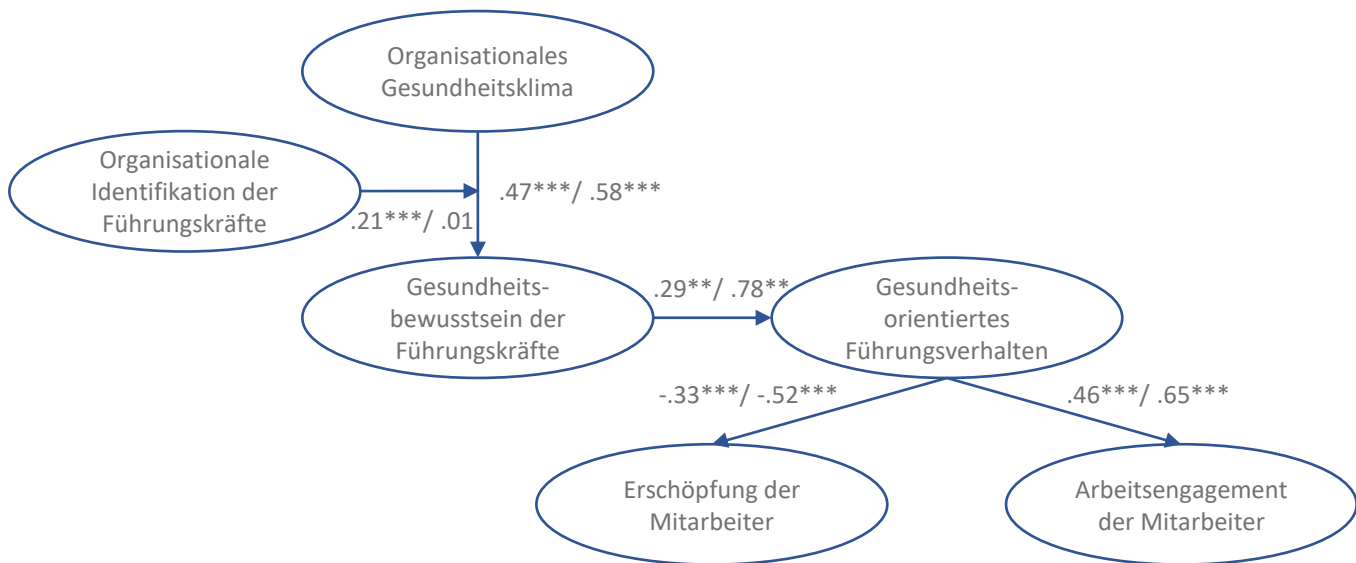 Organisationales
Gesundheitsklima
Organisationale
Identifikation der
Führungskräfte
.47***/ .58***
.21***/ .01
Gesundheits-
bewusstsein der
Führungskräfte
.29**/ .78**
Gesundheits-
orientiertes
Führungsverhalten
-.33***/ -.52***
.46***/ .65***
Erschöpfung der
Mitarbeiter
Arbeitsengagement
der Mitarbeiter